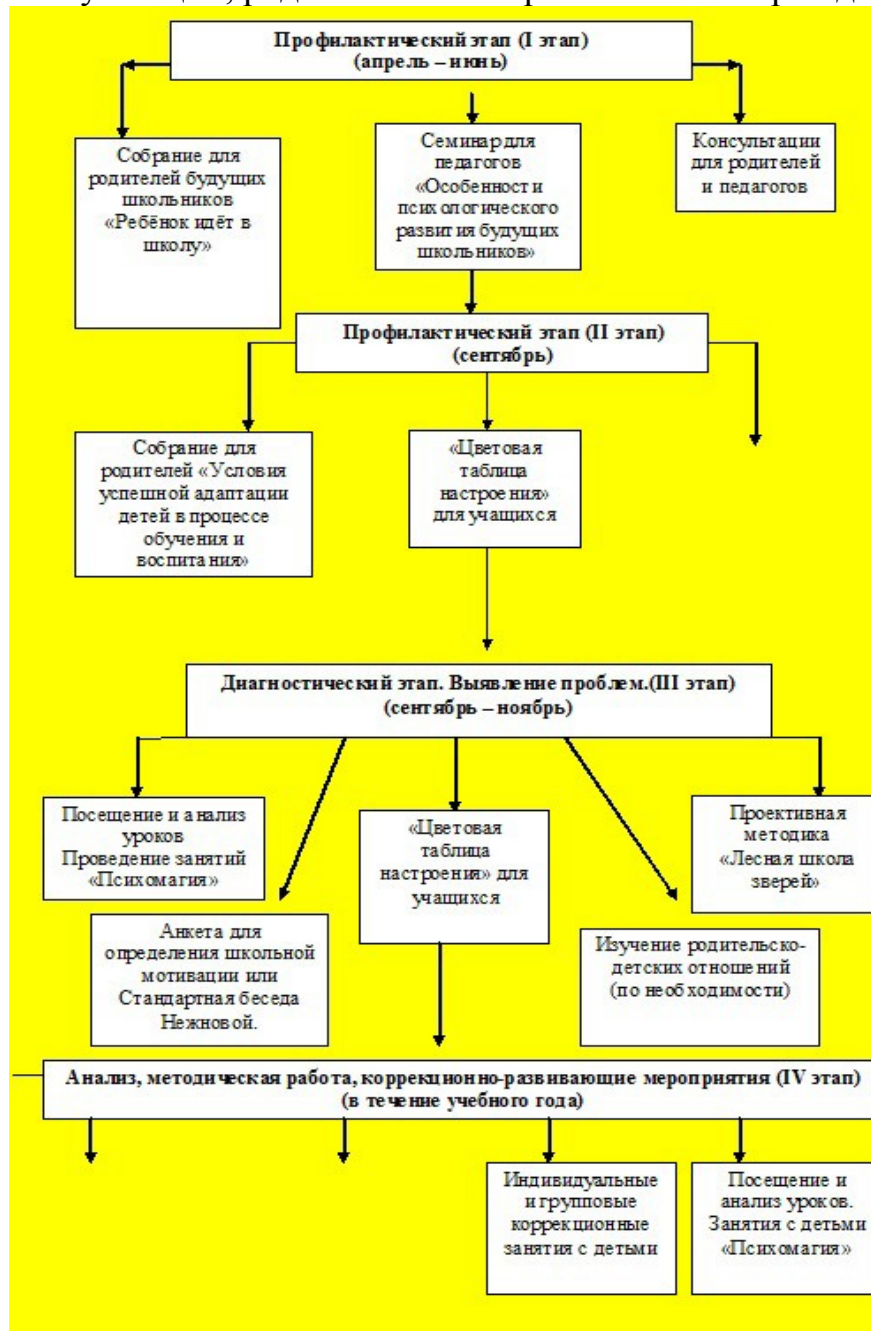 Профилактический этап (I этап)
(апрель – июнь)
Собрание для
родителей будущих
школьников
«Ребёнок идёт в
школу»
Семинар для
педагогов
«Особенности
психологического
развития будущих
школьников»
Консультации
для родителей
и педагогов
Профилактический этап (II этап)
(сентябрь)
Собрание для
родителей «Условия
успешной адаптации
детей в процессе
обучения и
воспитания»
«Цветовая
таблица
настроения»
для учащихся
Диагностический этап. Выявление проблем.(III этап)
(сентябрь – ноябрь)
Посещение и анализ
уроков
Проведение занятий
«Психомагия»
Анкета для
определения школьной
мотивации или
Стандартная беседа
Нежновой.
«Цветовая
таблица
настроения» для
учащихся
Изучение родительско-
детских отношений
(по необходимости)
Проективная
методика
«Лесная школа
зверей»
Анализ, методическая работа, коррекционно-развивающие мероприятия (IV этап)
(в течение учебного года)
Индивидуальные
и групповые
коррекционные
занятия с детьми
Посещение и
анализ уроков.
Занятия с детьми
«Психомагия»